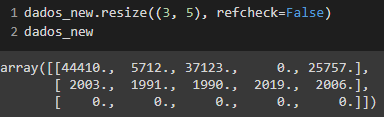 1 dados_new.resize((3, 5), refcheck=False)
2 dados_new
array([[44410., 5712., 37123., 0., 25757.],
[ 2003., 1991., 1990., 2019., 2006.],
[ 0., 0., 0., 0., 0.]])